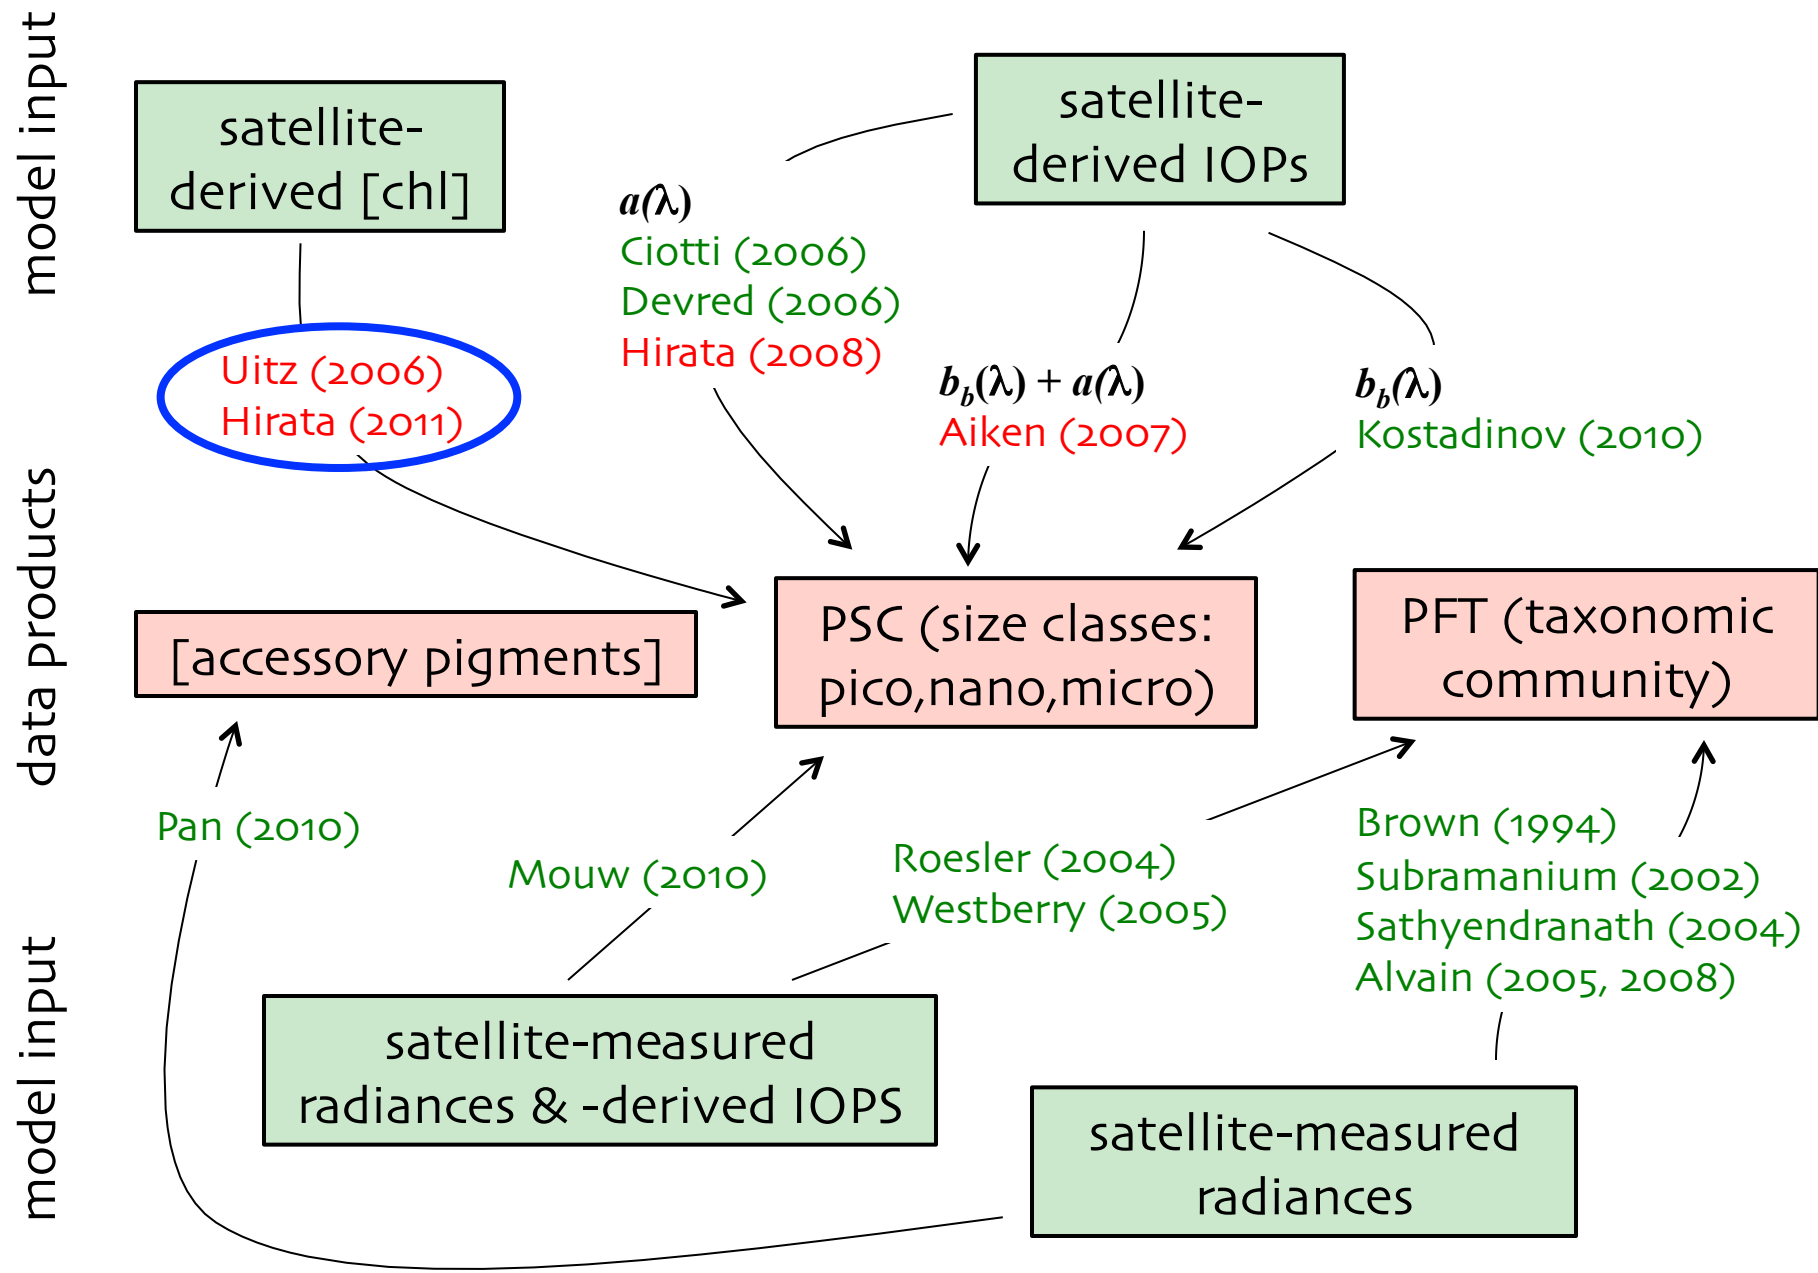 model input
satellite-
derived [chl]
satellite-
derived IOPs
a(λ)
Ciotti (2006)
Devred (2006)
Hirata (2008)
Uitz (2006)
Hirata (2011)
b_b(λ) + a(λ)
Aiken (2007)
b_b(λ)
Kostadinov (2010)
data products
[accessory pigments]
PSC (size classes:
pico,nano,micro)
PFT (taxonomic
community)
Pan (2010)
Mouw (2010)
Roesler (2004)
Westberry (2005)
Brown (1994)
Subramanium (2002)
Sathyendranath (2004)
Alvain (2005, 2008)
model input
satellite-measured
radiances & -derived IOPS
satellite-measured
radiances